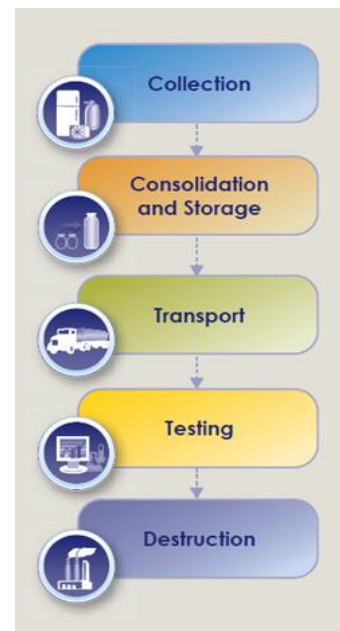 Collection
Consolidation
and Storage
Transport
Testing
Destruction